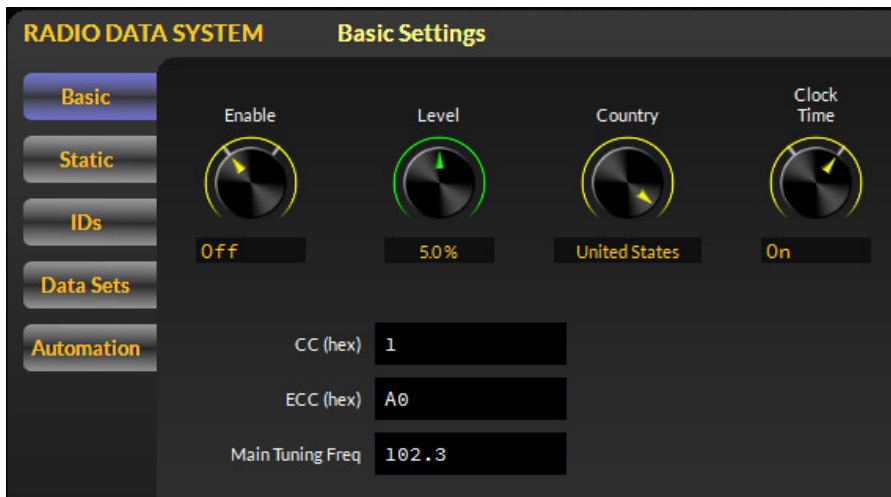 RADIO DATA SYSTEM Basic Settings
Basic
Static
IDs
Data Sets
Automation
Enable Level Country Clock
Time
Off 5.0% United States On
CC (hex) 1
ECC (hex) A0
Main Tuning Freq 102.3